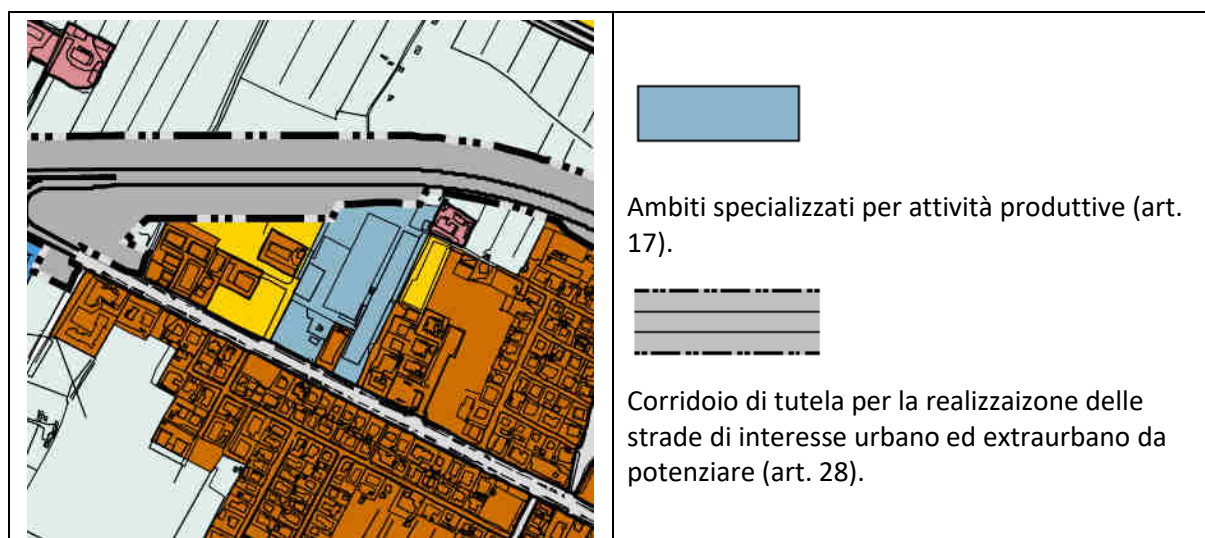 Ambiti specializzati per attività produttive (art.
17).
Corridoio di tutela per la realizzaizone delle
strade di interesse urbano ed extraurbano da
potenziare (art. 28).